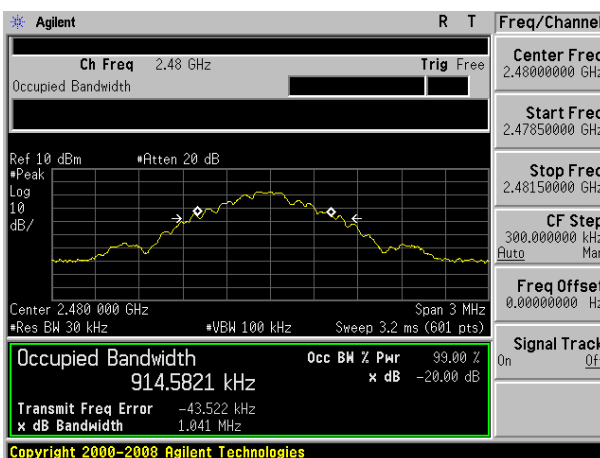 Agilent R T
Ch Freq 2.48 GHz Trig Free
Occupied Bandwidth
Ref 10 dBm #Atten 20 dB
#Peak
Log
10
dB/
Center 2.480 000 GHz Span 3 MHz
#Res BW 30 kHz #VBW 100 kHz Sweep 3.2 ms (601 pts)
Occupied Bandwidth Occ BW % Pwr 99.00 %
914.5821 kHz x dB -20.00 dB
Transmit Freq Error -43.522 kHz
x dB Bandwidth 1.041 MHz
Copyright 2000-2008 Agilent Technologies
Freq/Channel
Center Freq
2.48000000 GHz
Start Freq
2.47850000 GHz
Stop Freq
2.48150000 GHz
CF Step
300.000000 kHz
Auto Man
Freq Offset
0.00000000 Hz
Signal Track
On Off